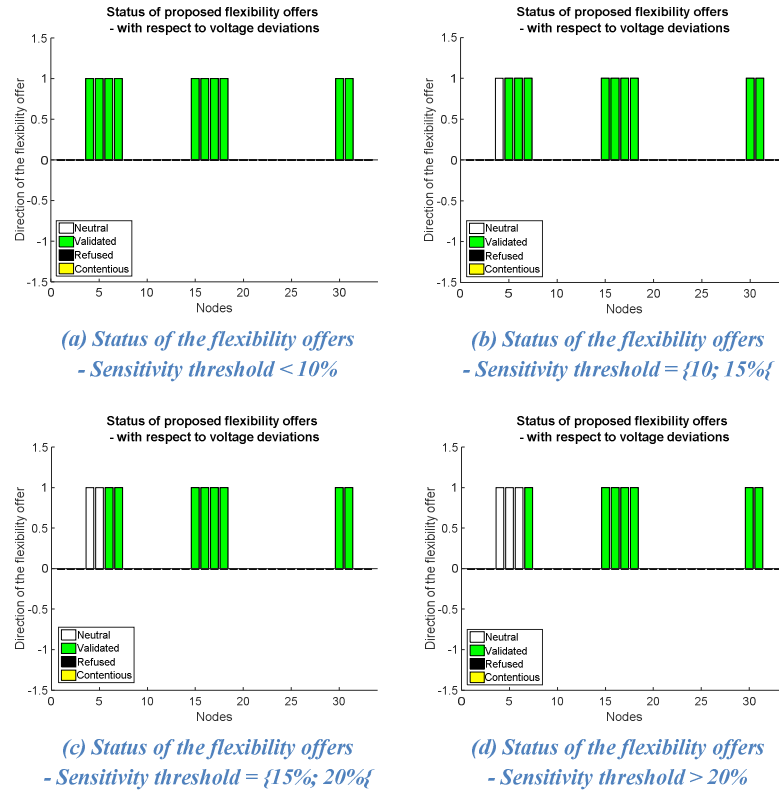 Status of proposed flexibility offers
- with respect to voltage deviations
1.5
1
0.5
0
-0.5
-1
-1.5
Direction of the flexibility offer
Neutral
Validated
Refused
Contentious
0 5 10 15 20 25 30
Nodes
(a) Status of the flexibility offers
- Sensitivity threshold < 10%
Status of proposed flexibility offers
- with respect to voltage deviations
1.5
1
0.5
0
-0.5
-1
-1.5
Direction of the flexibility offer
Neutral
Validated
Refused
Contentious
0 5 10 15 20 25 30
Nodes
(b) Status of the flexibility offers
- Sensitivity threshold = {10; 15%{
Status of proposed flexibility offers
- with respect to voltage deviations
1.5
1
0.5
0
-0.5
-1
-1.5
Direction of the flexibility offer
Neutral
Validated
Refused
Contentious
0 5 10 15 20 25 30
Nodes
(c) Status of the flexibility offers
- Sensitivity threshold = {15%; 20%{
Status of proposed flexibility offers
- with respect to voltage deviations
1.5
1
0.5
0
-0.5
-1
-1.5
Direction of the flexibility offer
Neutral
Validated
Refused
Contentious
0 5 10 15 20 25 30
Nodes
(d) Status of the flexibility offers
- Sensitivity threshold > 20%